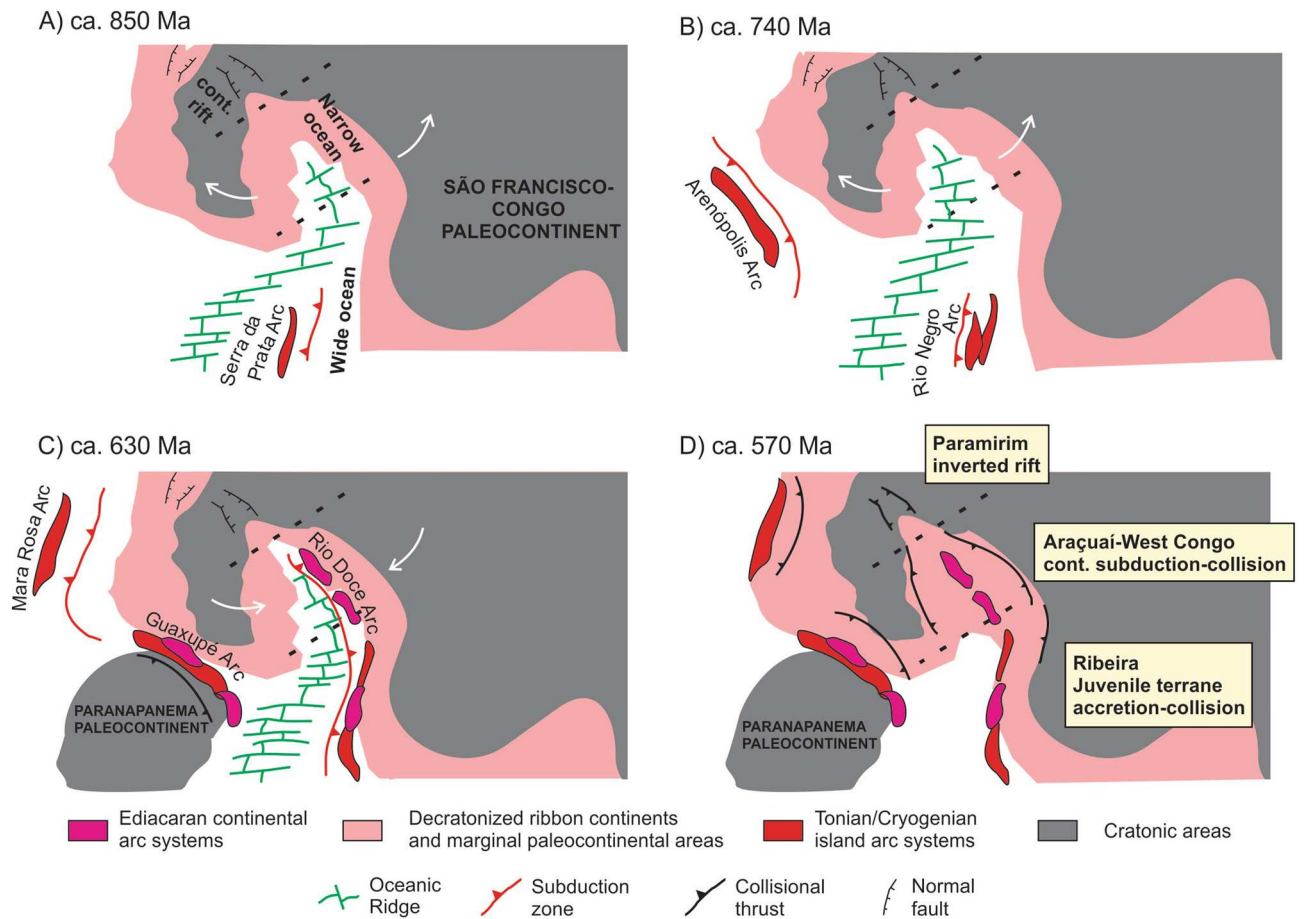 A) ca. 850 Ma
cont.
rift
Narrow
ocean
SÃO FRANCISCO-
CONGO
PALEOCONTINENT
Serra da
Prata Arc
Wide ocean
B) ca. 740 Ma
Arenópolis Arc
Rio Negro
Arc
C) ca. 630 Ma
Mara Rosa Arc
Guaxupé Arc
Rio Doce Arc
PARANAPANEMA
PALEOCONTINENT
D) ca. 570 Ma
Paramirim
inverted rift
Araçuaí-West Congo
cont. subduction-collision
Ribeira
Juvenile terrane
accretion-collision
PARANAPANEMA
PALEOCONTINENT
Ediacaran continental
arc systems
Decratonized ribbon continents
and marginal paleocontinental areas
Tonian/Cryogenian
island arc systems
Cratonic areas
Oceanic
Ridge
Subduction
zone
Collisional
thrust
Normal
fault